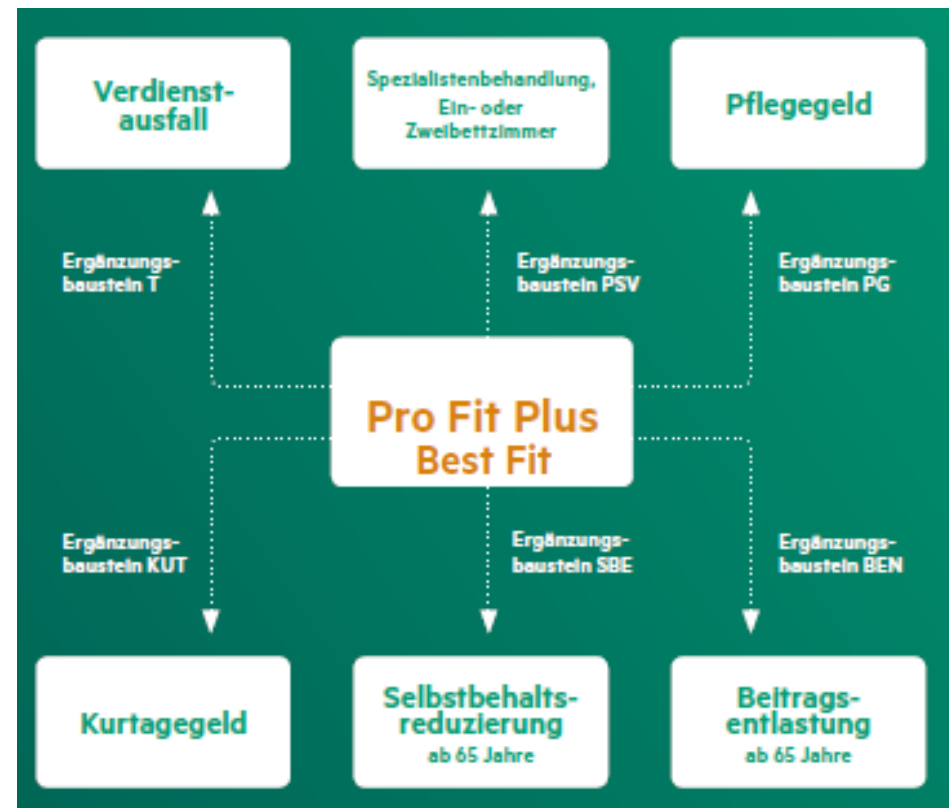 Verdienst-
ausfall
Spezialistenbehandlung,
Ein- oder
Zweibettzimmer
Pflegegeld
Ergänzungs-
baustein T
Ergänzungs-
baustein PSV
Ergänzungs-
baustein PG
Pro Fit Plus
Best Fit
Ergänzungs-
baustein KUT
Ergänzungs-
baustein SBE
Ergänzungs-
baustein BEN
Kurtagegeld
Selbstbehalts-
reduzierung
ab 65 Jahre
Beitrags-
entlastung
ab 65 Jahre